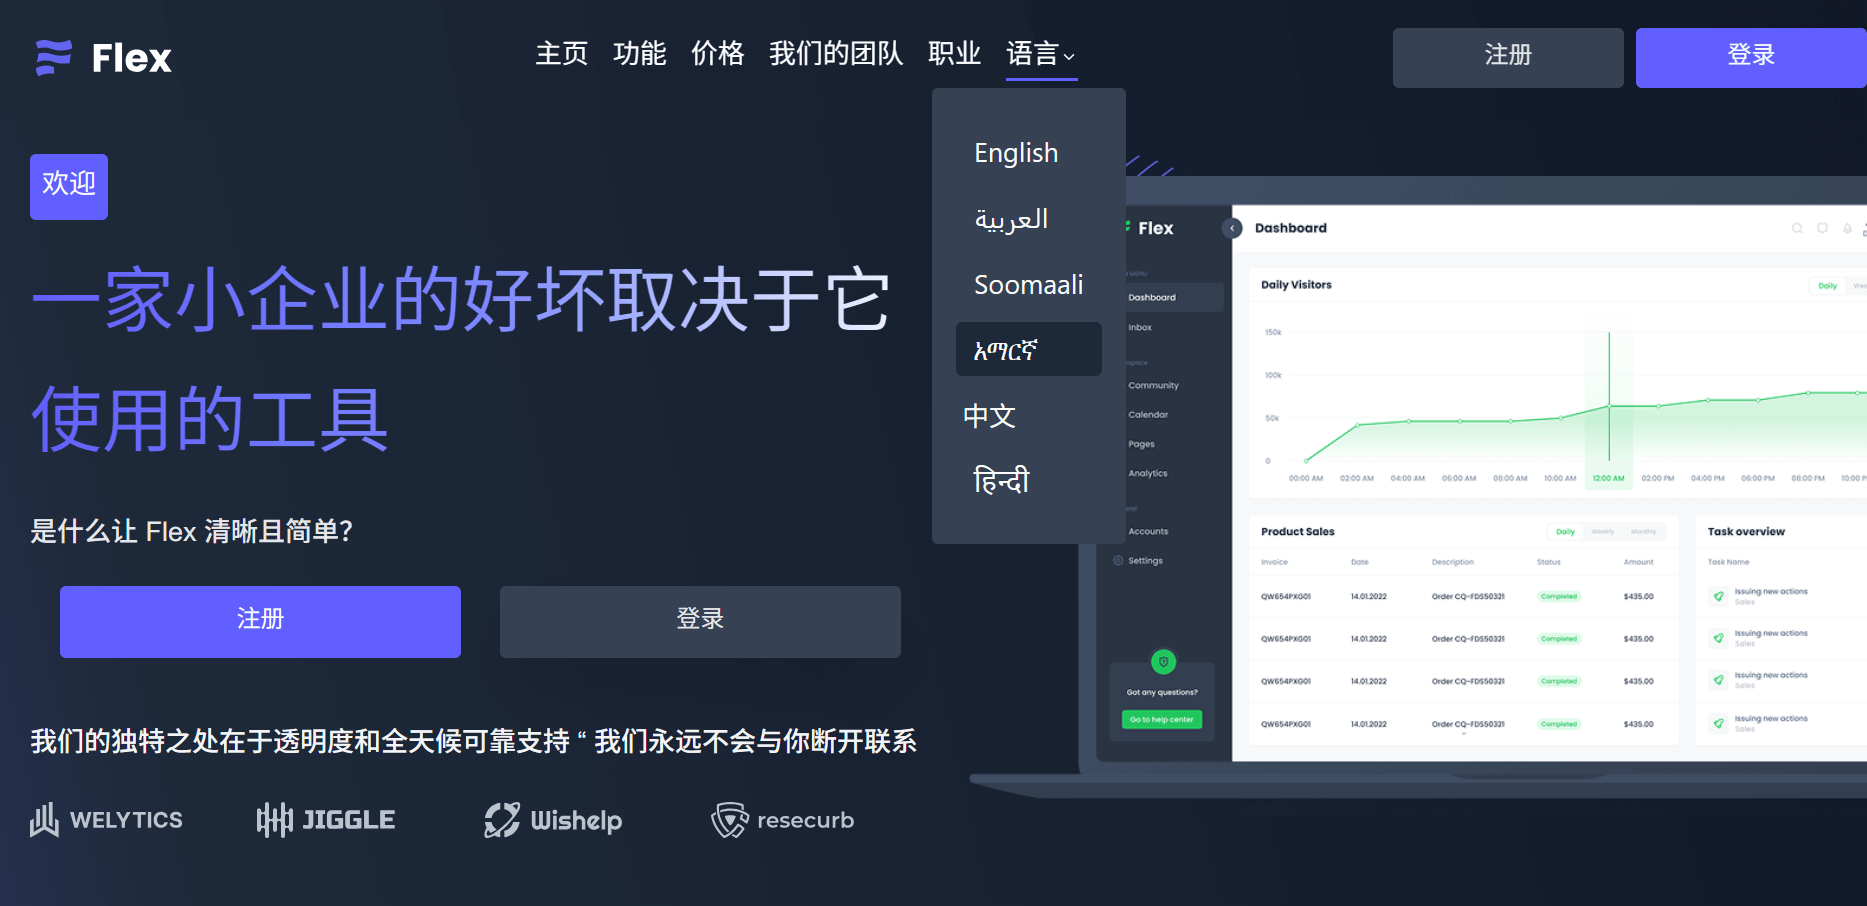 Flex
主页 功能 价格 我们的团队 职业 语言
注册 登录
English
العربية
Soomaali
አማርኛ
中文
हिन्दी
欢迎
一家小企业的好坏取决于它
使用的工具
是什么让 Flex 清晰且简单？
注册 登录
我们的独特之处在于透明度和全天候可靠支持 “ 我们永远不会与你断开联系
WELYTICS JIGGLE Wishelp resecurb
Flex
MENU
Dashboard
Inbox
Community
Calendar
Pages
Analytics
Accounts
Settings
Got any questions?
Go to help center
Dashboard
Daily Visitors
Daily
150k
100k
50k
0
00:00 AM 02:00 AM 04:00 AM 06:00 AM 08:00 AM 10:00 AM 12:00 AM 02:00 PM 04:00 PM 06:00 PM 08:00 PM
Product Sales Daily Weekly Monthly
Invoice Date Description Status Amount
QW654PXG01 14.01.2022 Order CQ-FDS50321 Completed $435.00
QW654PXG01 14.01.2022 Order CQ-FDS50321 Completed $435.00
QW654PXG01 14.01.2022 Order CQ-FDS50321 Completed $435.00
QW654PXG01 14.01.2022 Order CQ-FDS50321 Completed $435.00
Task overview
Task Name
Issuing new actions
Sales
Issuing new actions
Sales
Issuing new actions
Sales
Issuing new actions
Sales